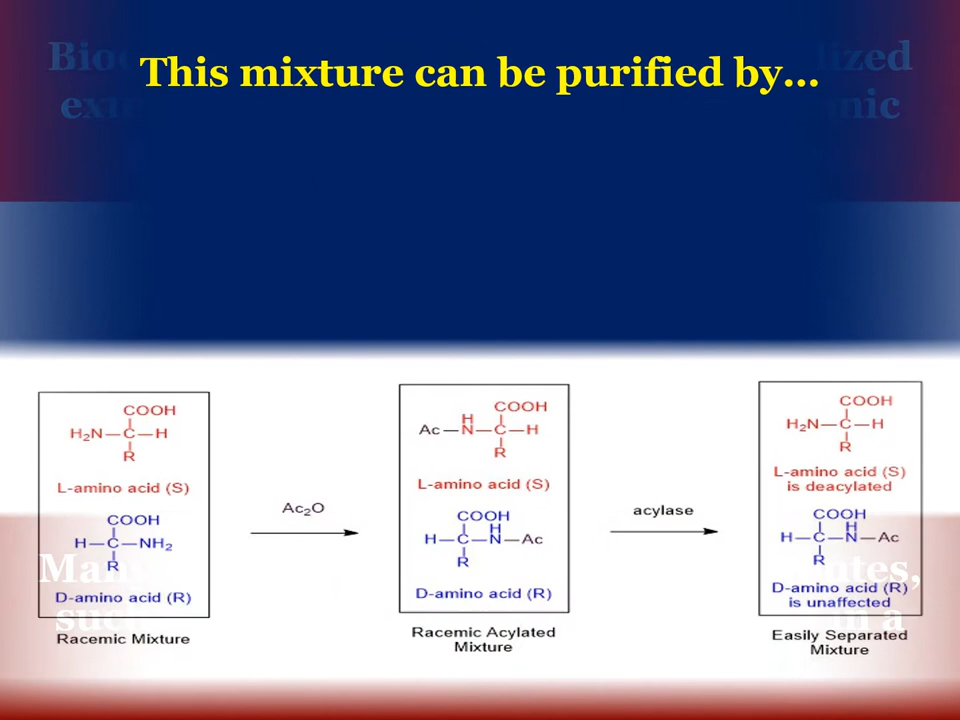 This mixture can be purified by...
COOH
H₂N—C—H
R
L-amino acid (S)
COOH
H—C—NH₂
R
D-amino acid (R)
Racemic Mixture
Ac₂O
COOH
H
Ac—N—C—H
R
L-amino acid (S)
COOH
H
H—C—N—Ac
R
D-amino acid (R)
Racemic Acylated
Mixture
acylase
COOH
H₂N—C—H
R
L-amino acid (S)
is deacylated
COOH
H
H—C—N—Ac
R
D-amino acid (R)
is unaffected
Easily Separated
Mixture